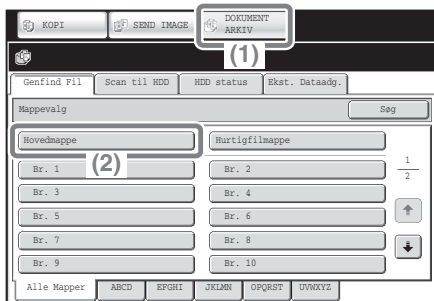 KOPI
SEND IMAGE
DOKUMENT
ARKIV
(1)
Genfind Fil
Scan til HDD
HDD status
Ekst. Dataadg.
Mappevalg
Søg
Hovedmappe
Hurtigfilmappe
(2)
Br. 1
Br. 2
1
2
Br. 3
Br. 4
Br. 5
Br. 6
Br. 7
Br. 8
Br. 9
Br. 10
Alle Mapper
ABCD
EFGHI
JKLMN
OPQRST
UVWXYZ